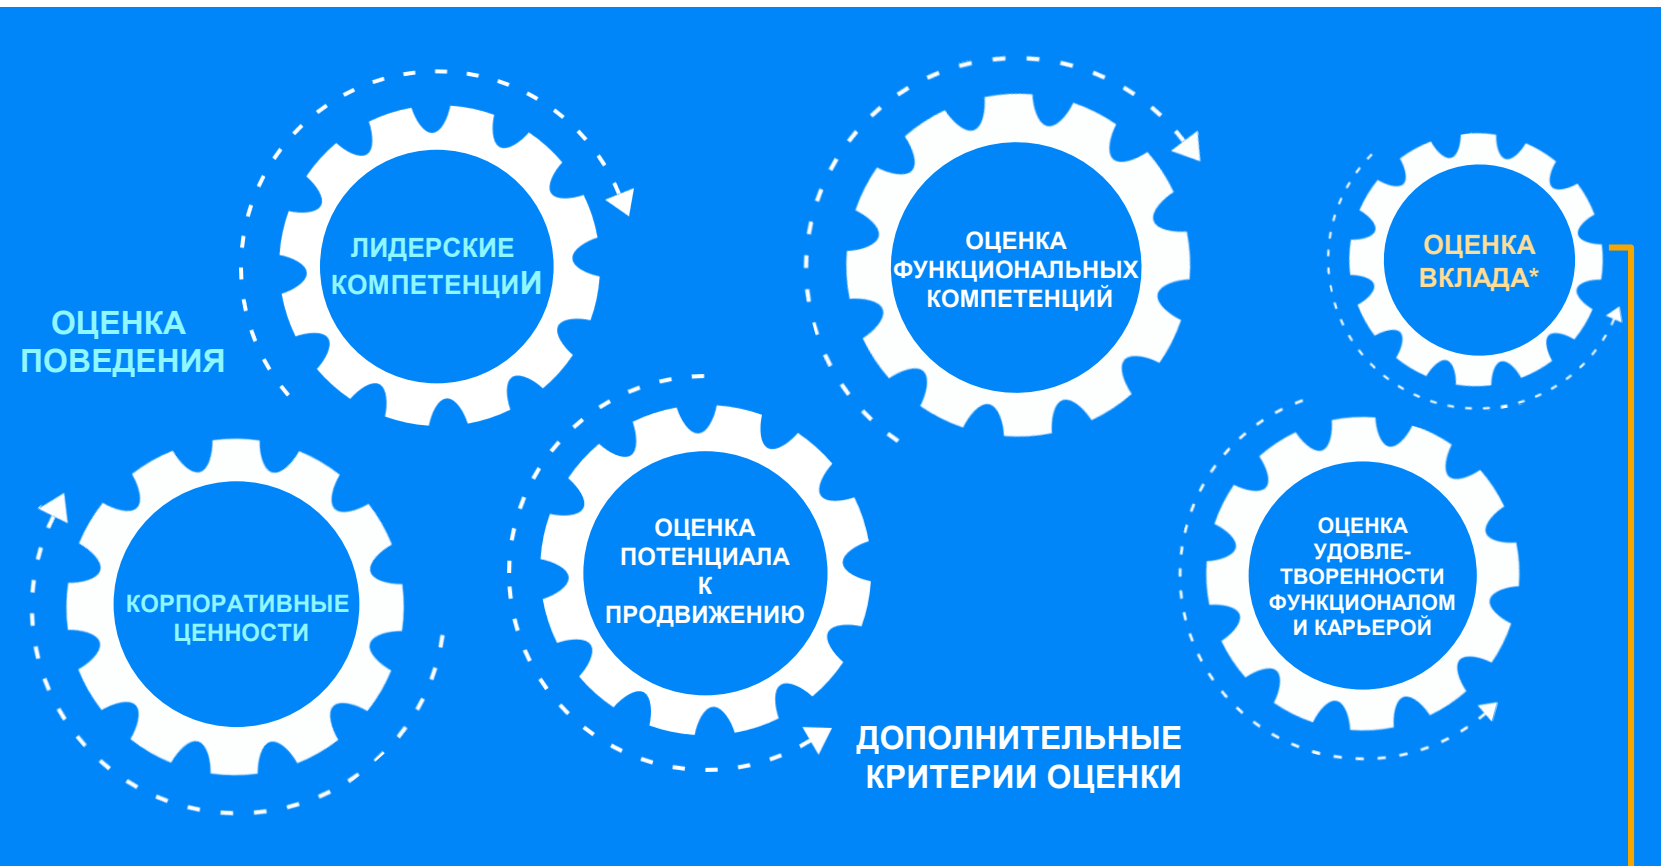 ОЦЕНКА
ПОВЕДЕНИЯ
ЛИДЕРСКИЕ
КОМПЕТЕНЦИИ
КОРПОРАТИВНЫЕ
ЦЕННОСТИ
ОЦЕНКА
ПОТЕНЦИАЛА
К
ПРОДВИЖЕНИЮ
ОЦЕНКА
ФУНКЦИОНАЛЬНЫХ
КОМПЕТЕНЦИЙ
ДОПОЛНИТЕЛЬНЫЕ
КРИТЕРИИ ОЦЕНКИ
ОЦЕНКА
ВКЛАДА*
ОЦЕНКА
УДОВЛЕ-
ТВОРЕННОСТИ
ФУНКЦИОНАЛОМ
И КАРЬЕРОЙ